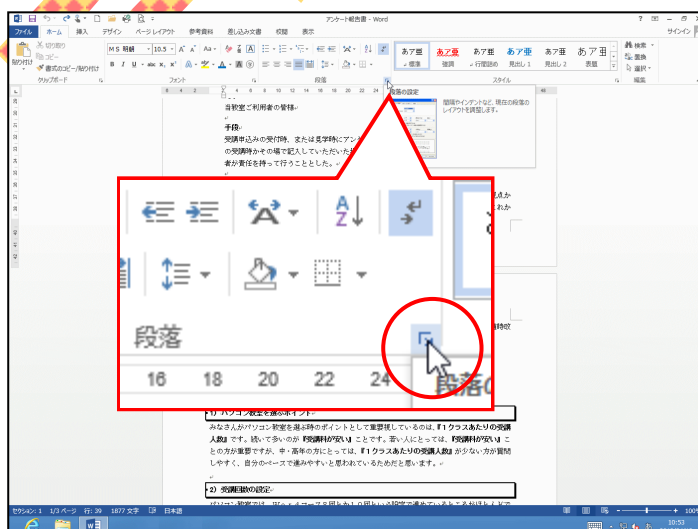 アンケート報告書 - Word
サインイン
ファイル ホーム 挿入 デザイン ページ レイアウト 参考資料 差し込み文書 校閲 表示
貼り付け
切り取り
コピー
書式のコピー/貼り付け
クリップボード
MS 明朝 10.5
フォント
段落
あア亜 標準
あア亜 強調
あア亜 行間詰め
あア亜 見出し 1
あア亜 見出し 2
あア亜 表題
スタイル
検索
置換
選択
編集
段落の設定
間隔やインデントなど、現在の段落の
レイアウトを調整します。
当教室ご利用者の皆様
手段
受講申込みの受付時、または見学時にアン
の受講時かその場で記入していただいた
者が責任を持って行うこととした。
段落
16 18 20 22 24
段落の
1) パソコン教室を選ぶポイント
みなさんがパソコン教室を選ぶ時のポイントとして重要視しているのは、『1クラスあたりの受講
人数』です。続いて多いのが『受講料が安い』ことです。若い人にとっては、『受講料が安い』こ
との方が重要ですが、中・高年の方にとっては、『1クラスあたりの受講人数』が少ない方が質問
しやすく、自分のペースで進みやすいと思われているためだと思います。
2) 受講回数の設定
セクション: 1 1/3 ページ 行: 39 1877 文字 日本語
100%
10:53